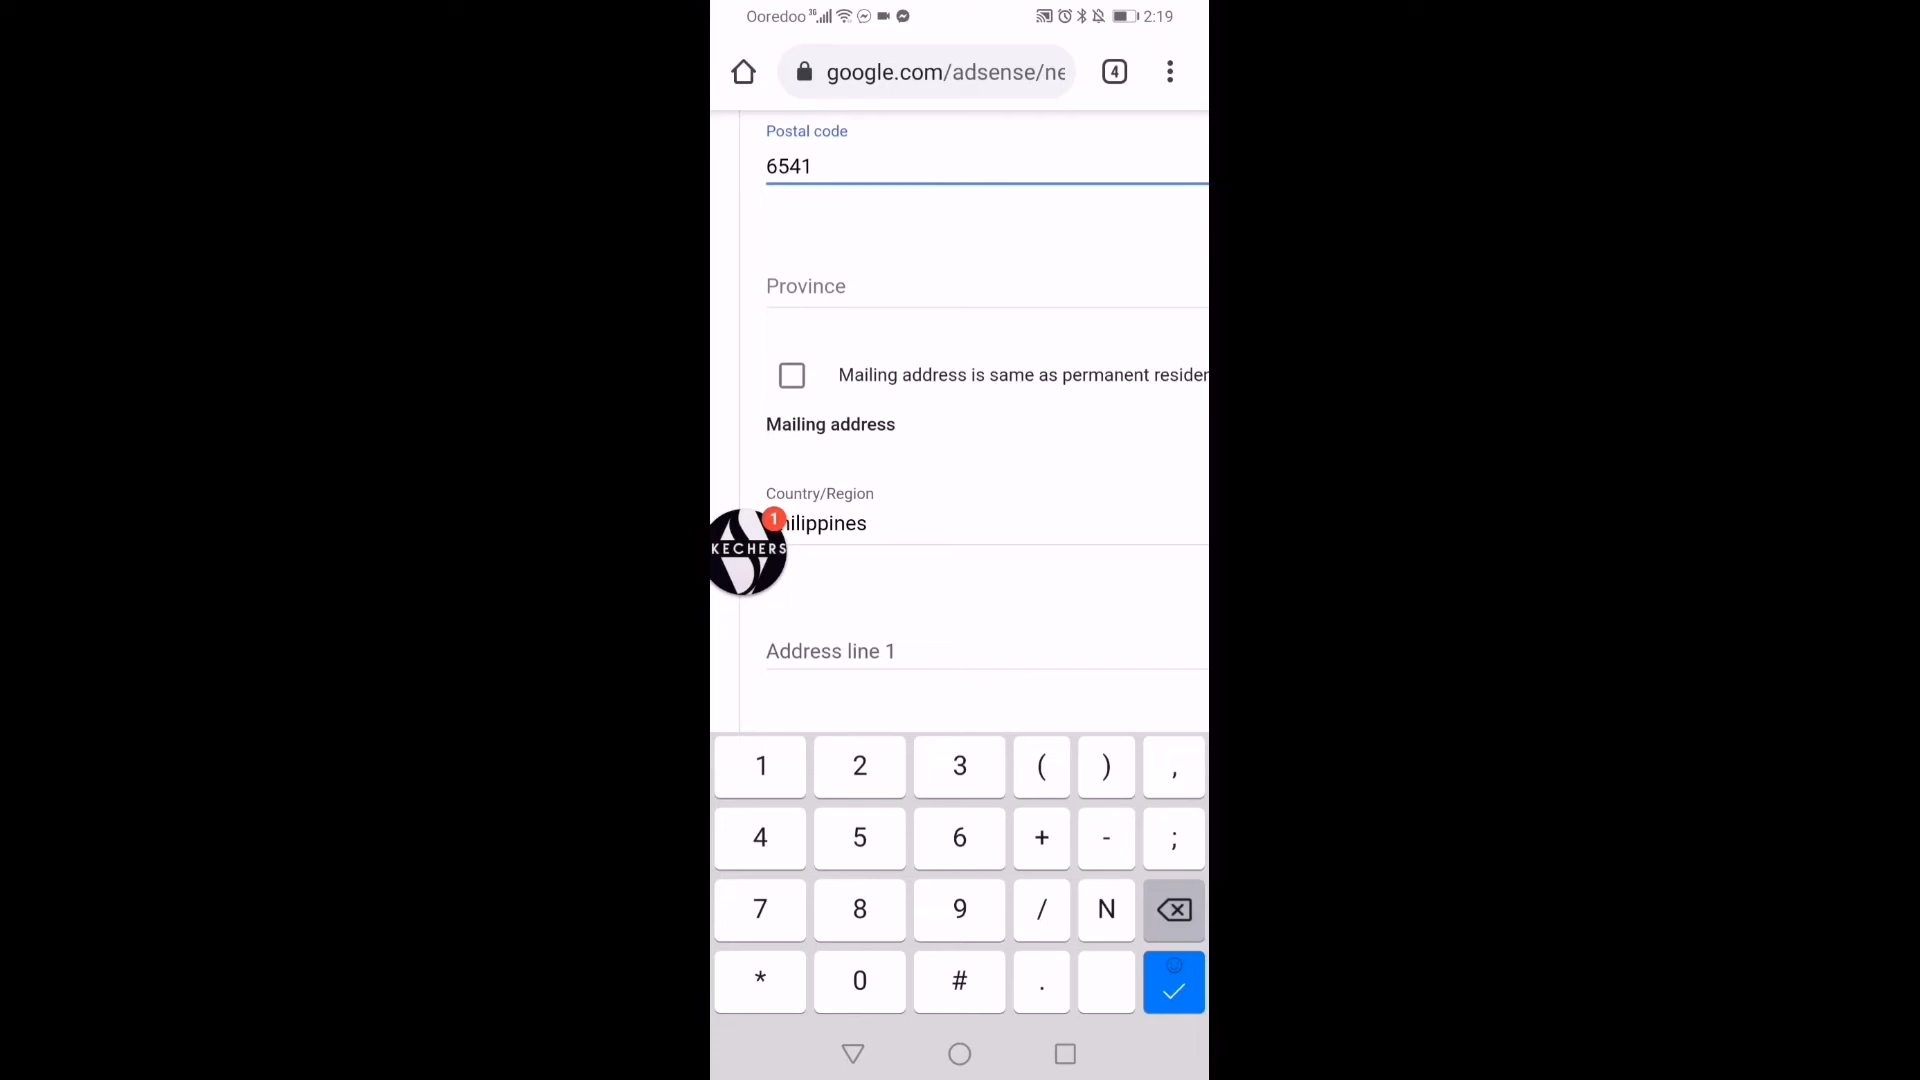 Ooredoo 3G 2:19
google.com/adsense/ne 4
Postal code
6541
Province
Mailing address is same as permanent resider
Mailing address
Country/Region
ilippines
1
KECHERS
Address line 1
1 2 3 ( ) ,
4 5 6 + - ;
7 8 9 / N
* 0 # .